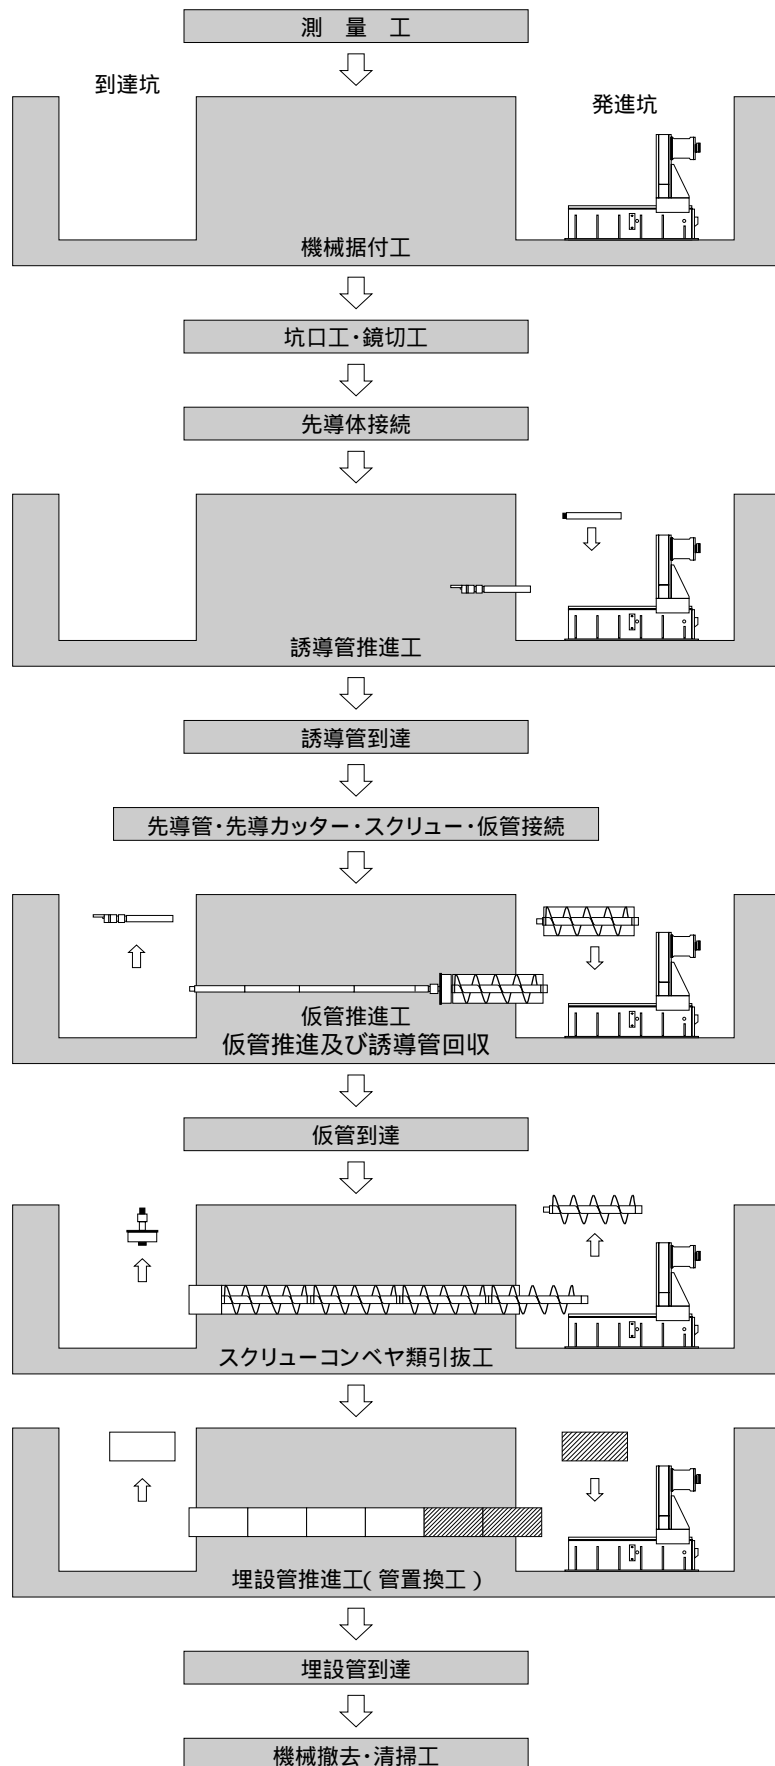 測 量 工
到達坑
発進坑
機械据付工
坑口工・鏡切工
先導体接続
誘導管推進工
誘導管到達
先導管・先導カッター・スクリュー・仮管接続
仮管推進工
仮管推進及び誘導管回収
仮管到達
スクリューコンベヤ類引抜工
埋設管推進工(管置換工)
埋設管到達
機械撤去・清掃工